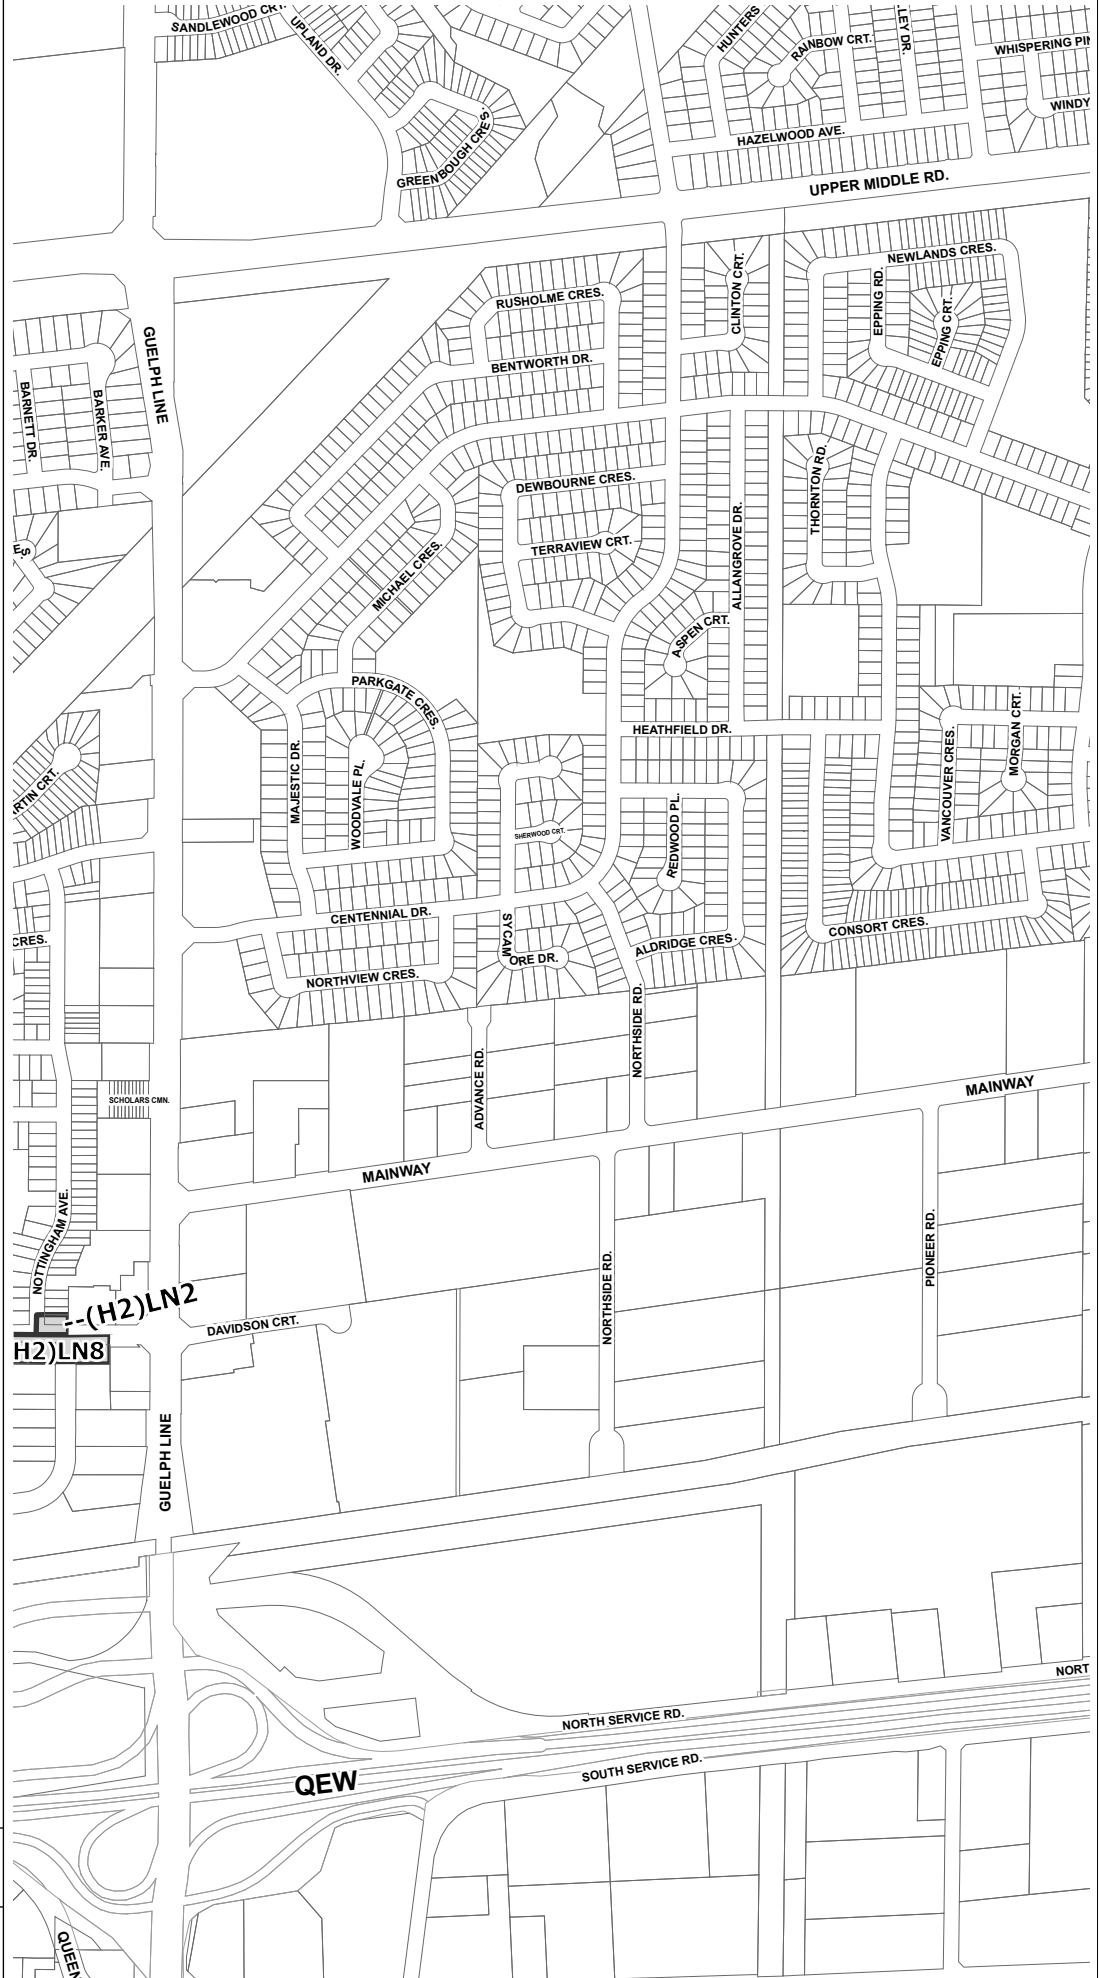 SANDLEWOOD CRT.
UPLAND DR.
HUNTERS
RAINBOW CRT.
LEY DR.
WHISPERING PIN
WINDY
GREENBOUGH CRES.
HAZELWOOD AVE.
UPPER MIDDLE RD.
NEWLANDS CRES.
CLINTON CRT.
EPPING RD.
EPPING CRT.
RUSHOLME CRES.
GUELPH LINE
BENTWORTH DR.
BARNETT DR.
BARKER AVE.
DEWBOURNE CRES.
THORNTON RD.
TERRAVIEW CRT.
ALLANGROVE DR.
E.S
MICHAEL CRES.
ASPEN CRT.
PARKGATE CRES.
HEATHFIELD DR.
MAJESTIC DR.
WOODVALE PL.
MORGAN CRT.
VANCOUVER CRES.
RTIN CRT.
SHERWOOD CRT.
REDWOOD PL.
CENTENNIAL DR.
SYCAM
ORE DR.
CONSORT CRES.
CRES.
ALDRIDGE CRES.
NORTHVIEW CRES.
NORTHSIDE RD.
ADVANCE RD.
MAINWAY
SCHOLARS CMN.
MAINWAY
NOTTINGHAM AVE.
PIONEER RD.
NORTHSIDE RD.
--(H2)LN2
DAVIDSON CRT.
H2)LN8
GUELPH LINE
NORT
NORTH SERVICE RD.
SOUTH SERVICE RD.
QEW
QUEEN